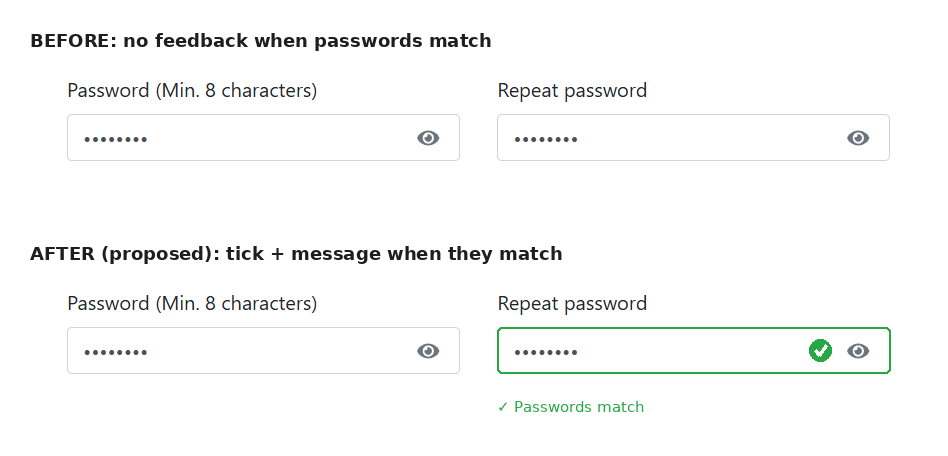 BEFORE: no feedback when passwords match
Password (Min. 8 characters) Repeat password
•••••••• ••••••••
AFTER (proposed): tick + message when they match
Password (Min. 8 characters) Repeat password
•••••••• ••••••••
✓ Passwords match